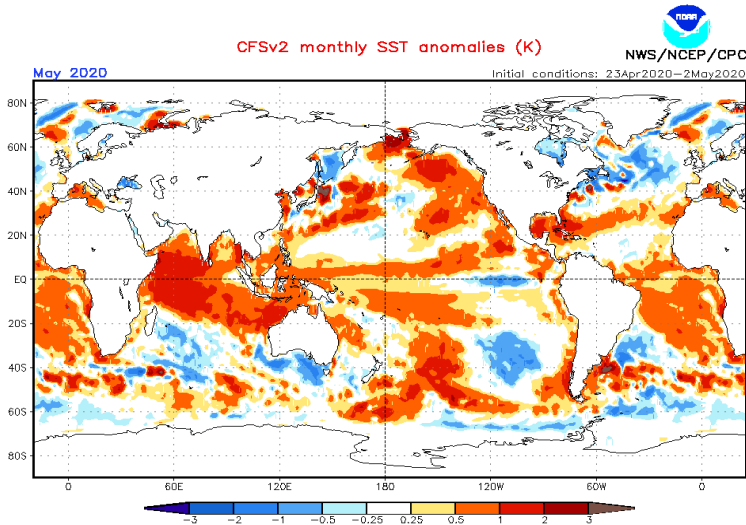 NOAA
CFSv2 monthly SST anomalies (K)
NWS/NCEP/CPC
May 2020
Initial conditions: 23Apr2020-2May2020
80N
60N
40N
20N
EQ
20S
40S
60S
80S
0 60E 120E 180 120W 60W 0
-3 -2 -1 -0.5 -0.25 0.25 0.5 1 2 3